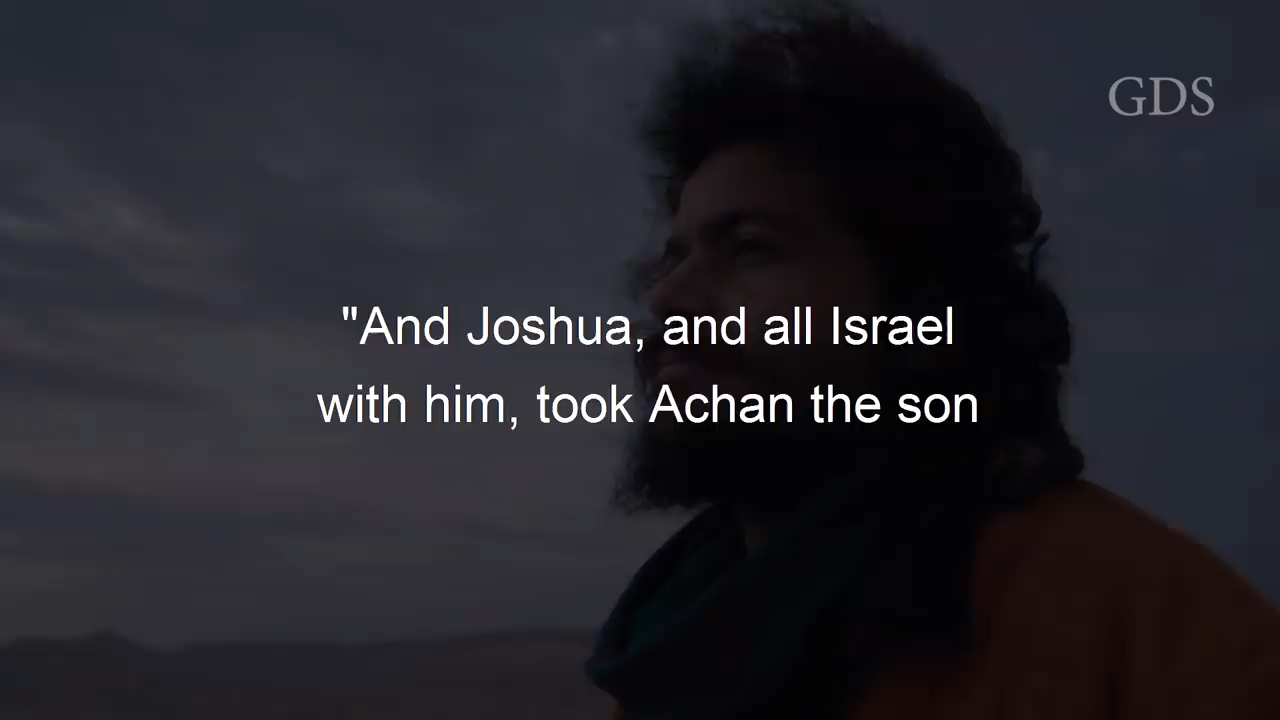 GDS
"And Joshua, and all Israel
with him, took Achan the son